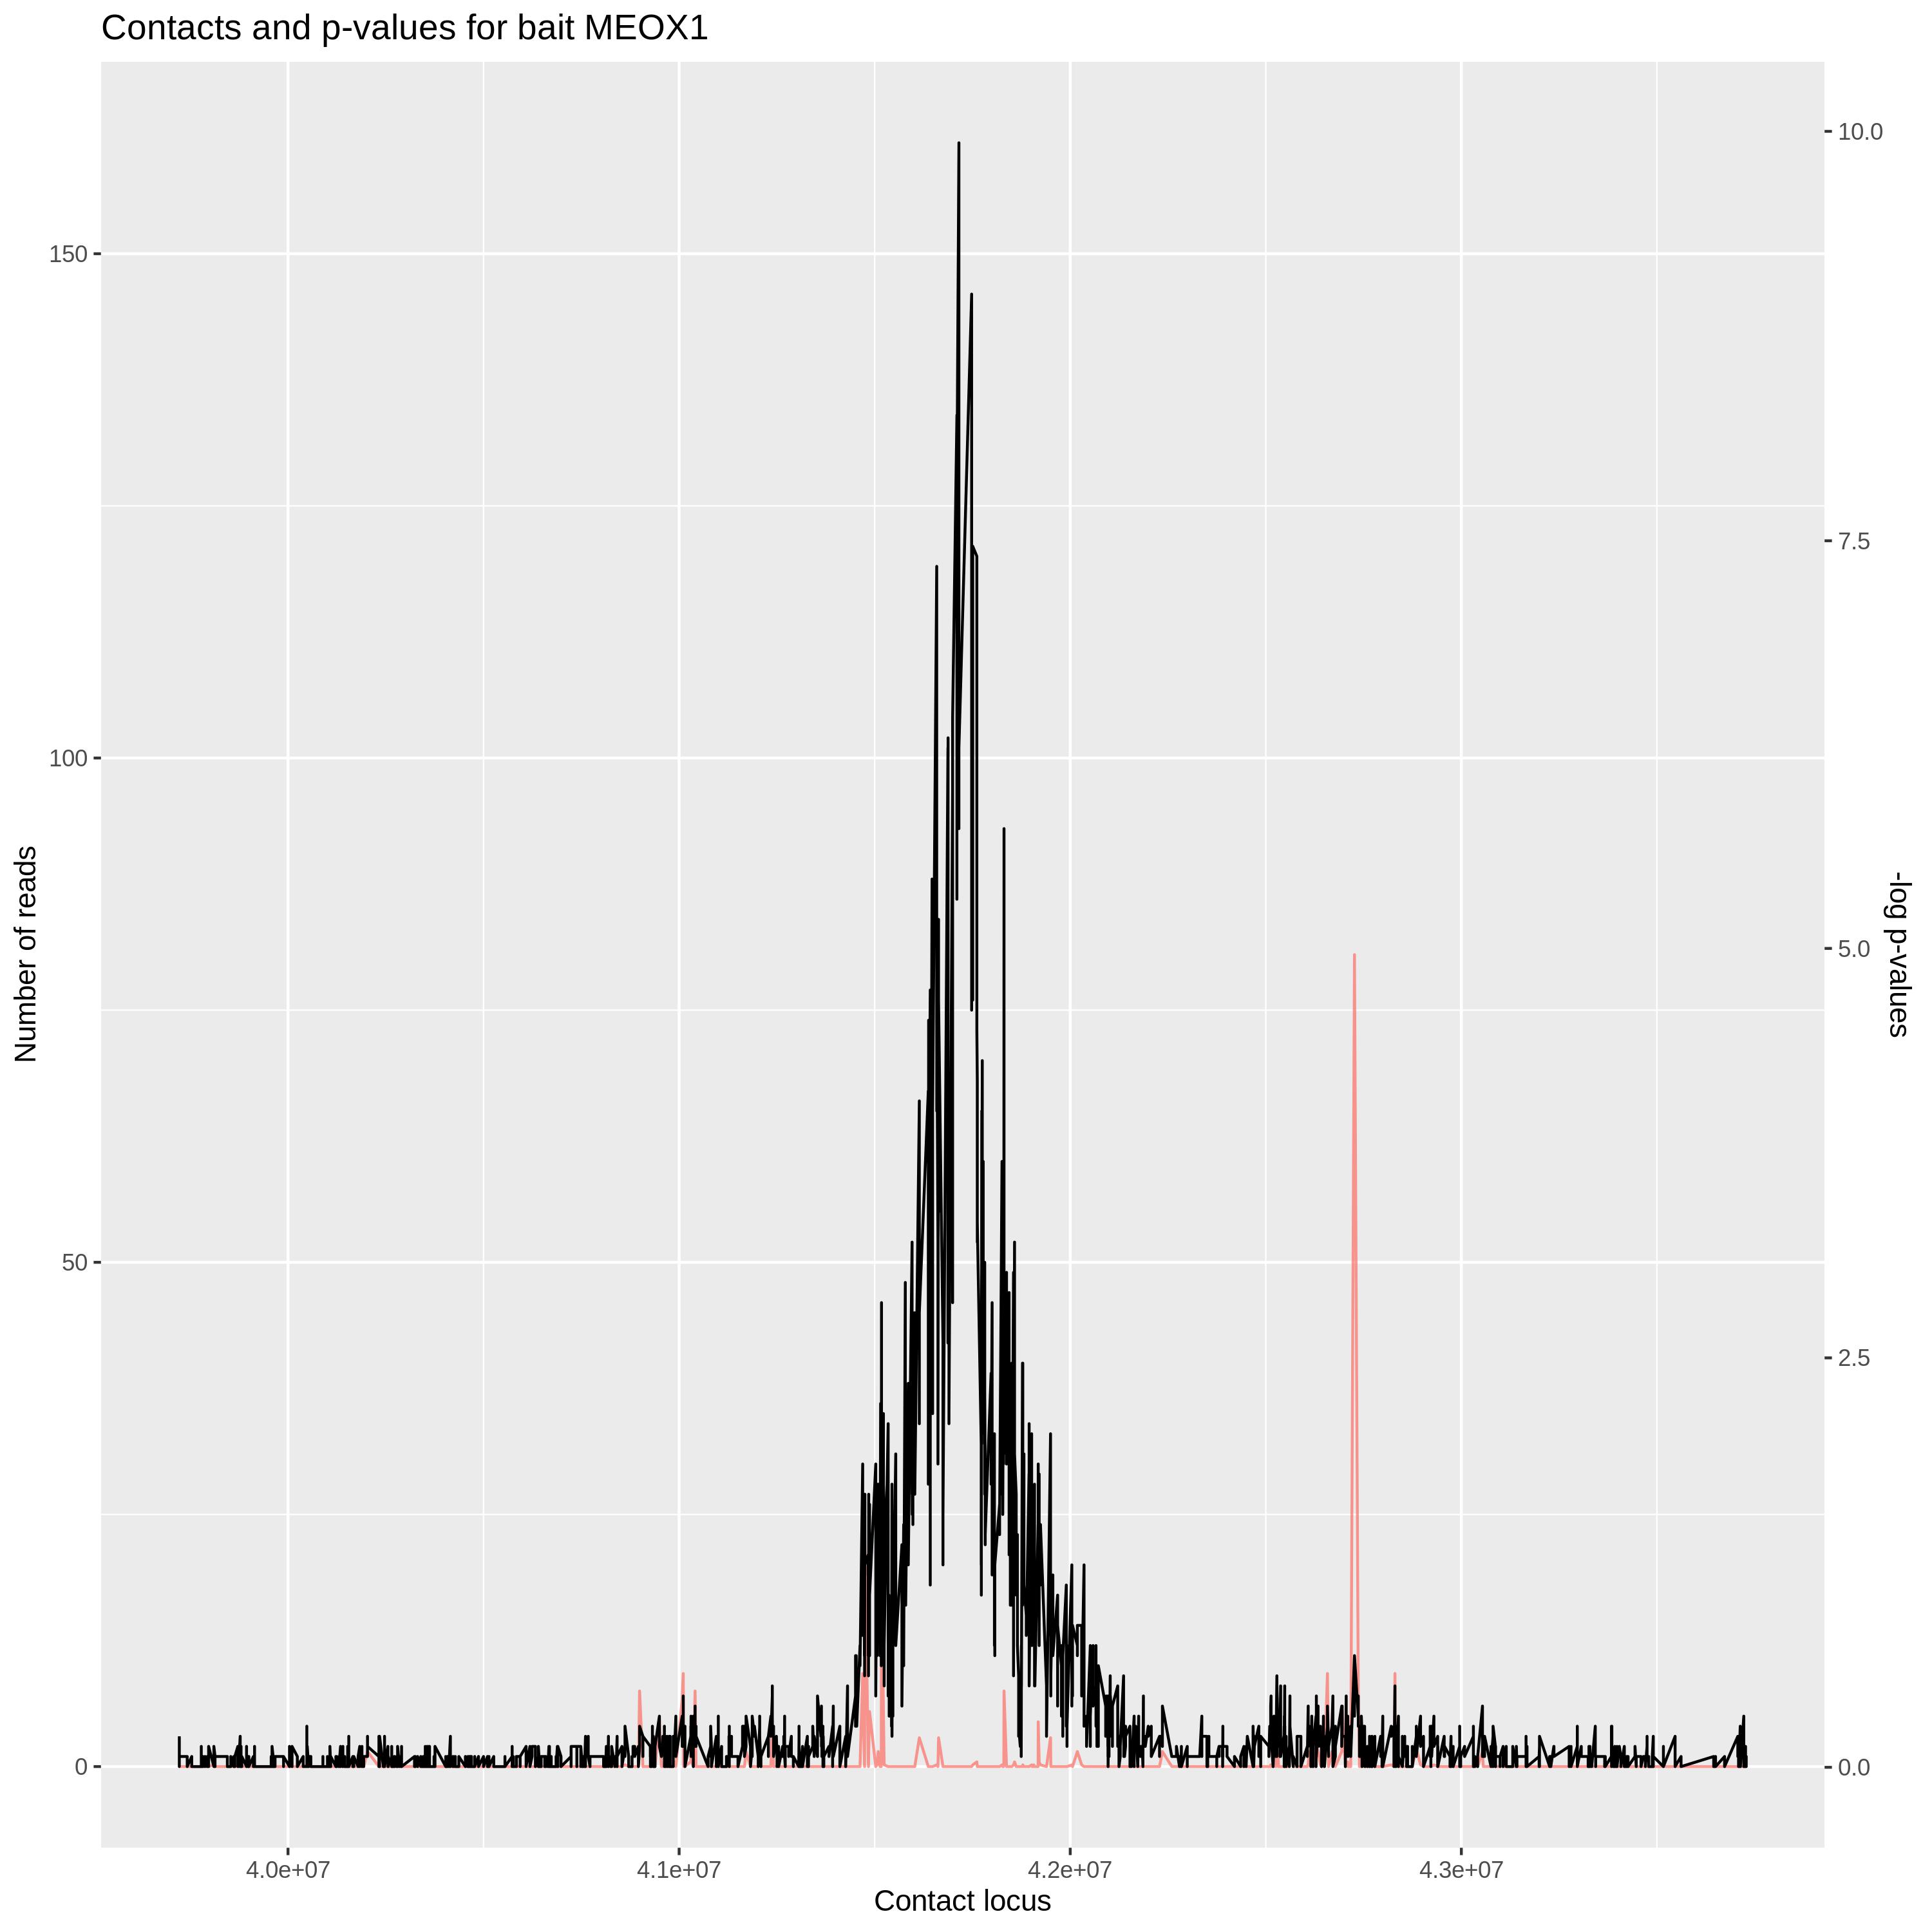 Contacts and p-values for bait MEOX1
150
100
50
0
10.0
7.5
5.0
2.5
0.0
Number of reads
-log p-values
4.0e+07
4.1e+07
4.2e+07
4.3e+07
Contact locus